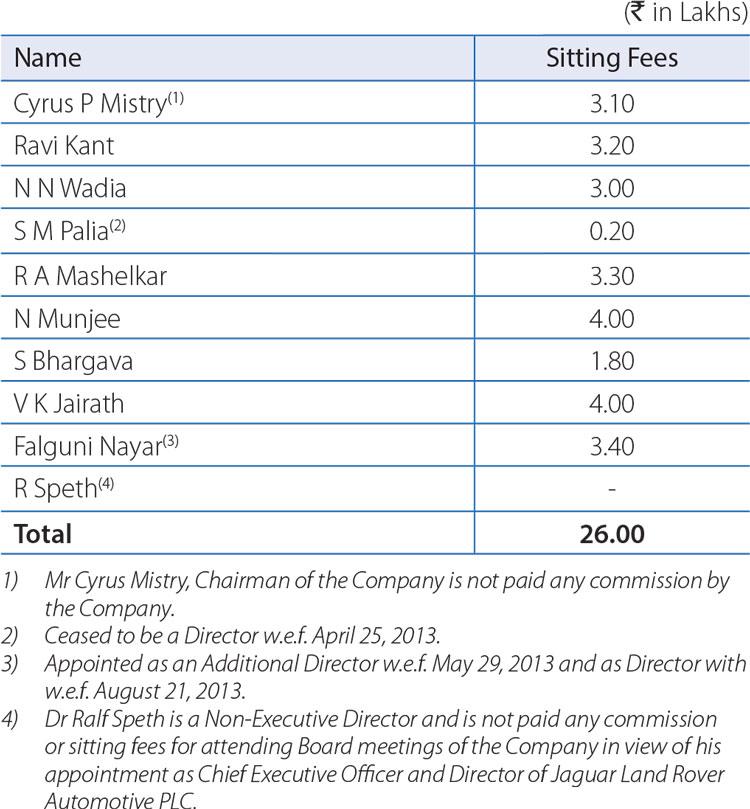 (₹ in Lakhs)
Name Sitting Fees
Cyrus P Mistry(1) 3.10
Ravi Kant 3.20
N N Wadia 3.00
S M Palia(2) 0.20
R A Mashelkar 3.30
N Munjee 4.00
S Bhargava 1.80
V K Jairath 4.00
Falguni Nayar(3) 3.40
R Speth(4) -
Total 26.00
1) Mr Cyrus Mistry, Chairman of the Company is not paid any commission by
the Company.
2) Ceased to be a Director w.e.f. April 25, 2013.
3) Appointed as an Additional Director w.e.f. May 29, 2013 and as Director with
w.e.f. August 21, 2013.
4) Dr Ralf Speth is a Non-Executive Director and is not paid any commission
or sitting fees for attending Board meetings of the Company in view of his
appointment as Chief Executive Officer and Director of Jaguar Land Rover
Automotive PLC.